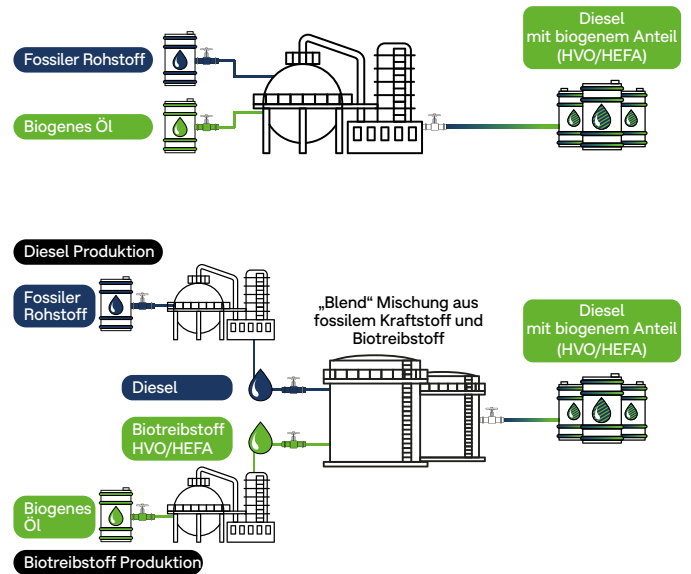 Diesel
mit biogenem Anteil
(HVO/HEFA)
Fossiler Rohstoff
Biogenes Öl
Diesel Produktion
Fossiler
Rohstoff
„Blend“ Mischung aus
fossilem Kraftstoff und
Biotreibstoff
Diesel
mit biogenem Anteil
(HVO/HEFA)
Diesel
Biotreibstoff
HVO/HEFA
Biogenes
Öl
Biotreibstoff Produktion